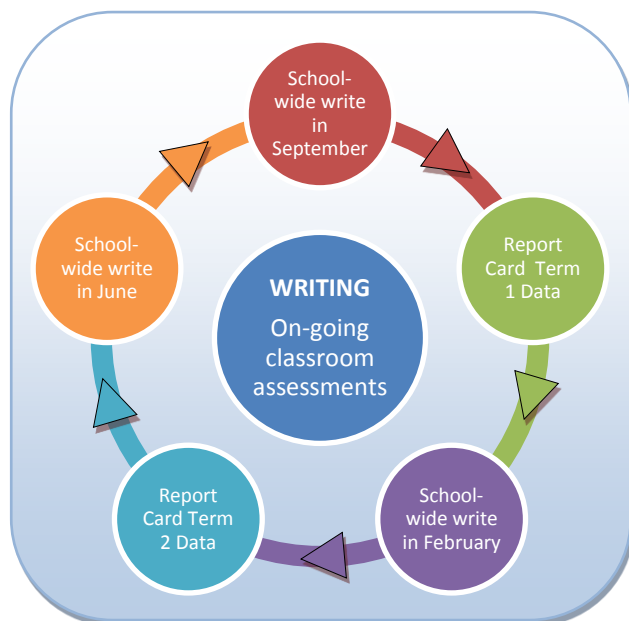 School-
wide write
in
September
Report
Card Term
1 Data
School-
wide write
in February
Report
Card Term
2 Data
School-
wide write
in June
WRITING
On-going
classroom
assessments